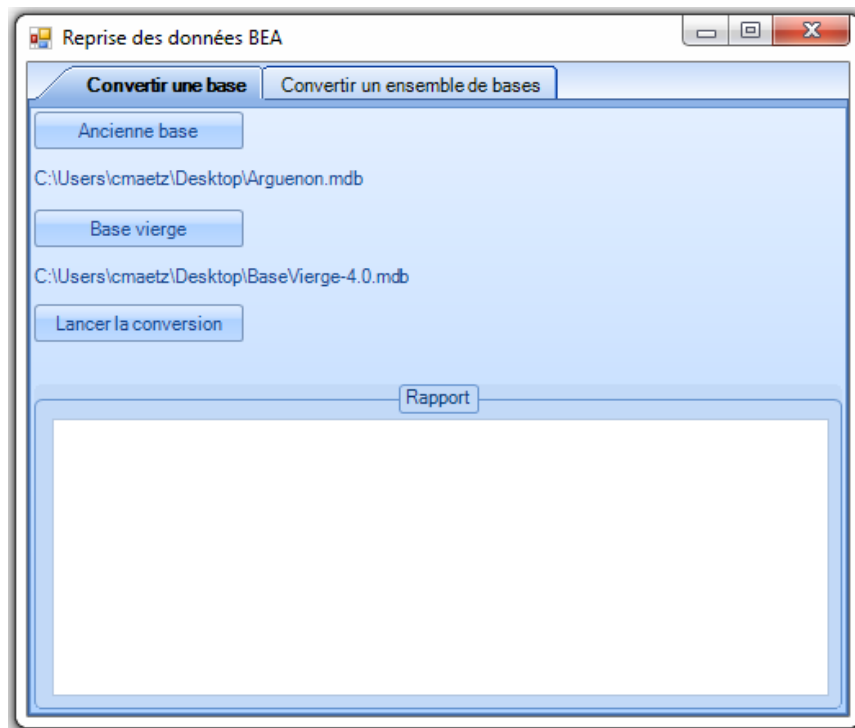 Reprise des données BEA
Convertir une base Convertir un ensemble de bases
Ancienne base
C:\Users\cmaetz\Desktop\Arguenon.mdb
Base vierge
C:\Users\cmaetz\Desktop\BaseVierge-4.0.mdb
Lancer la conversion
Rapport